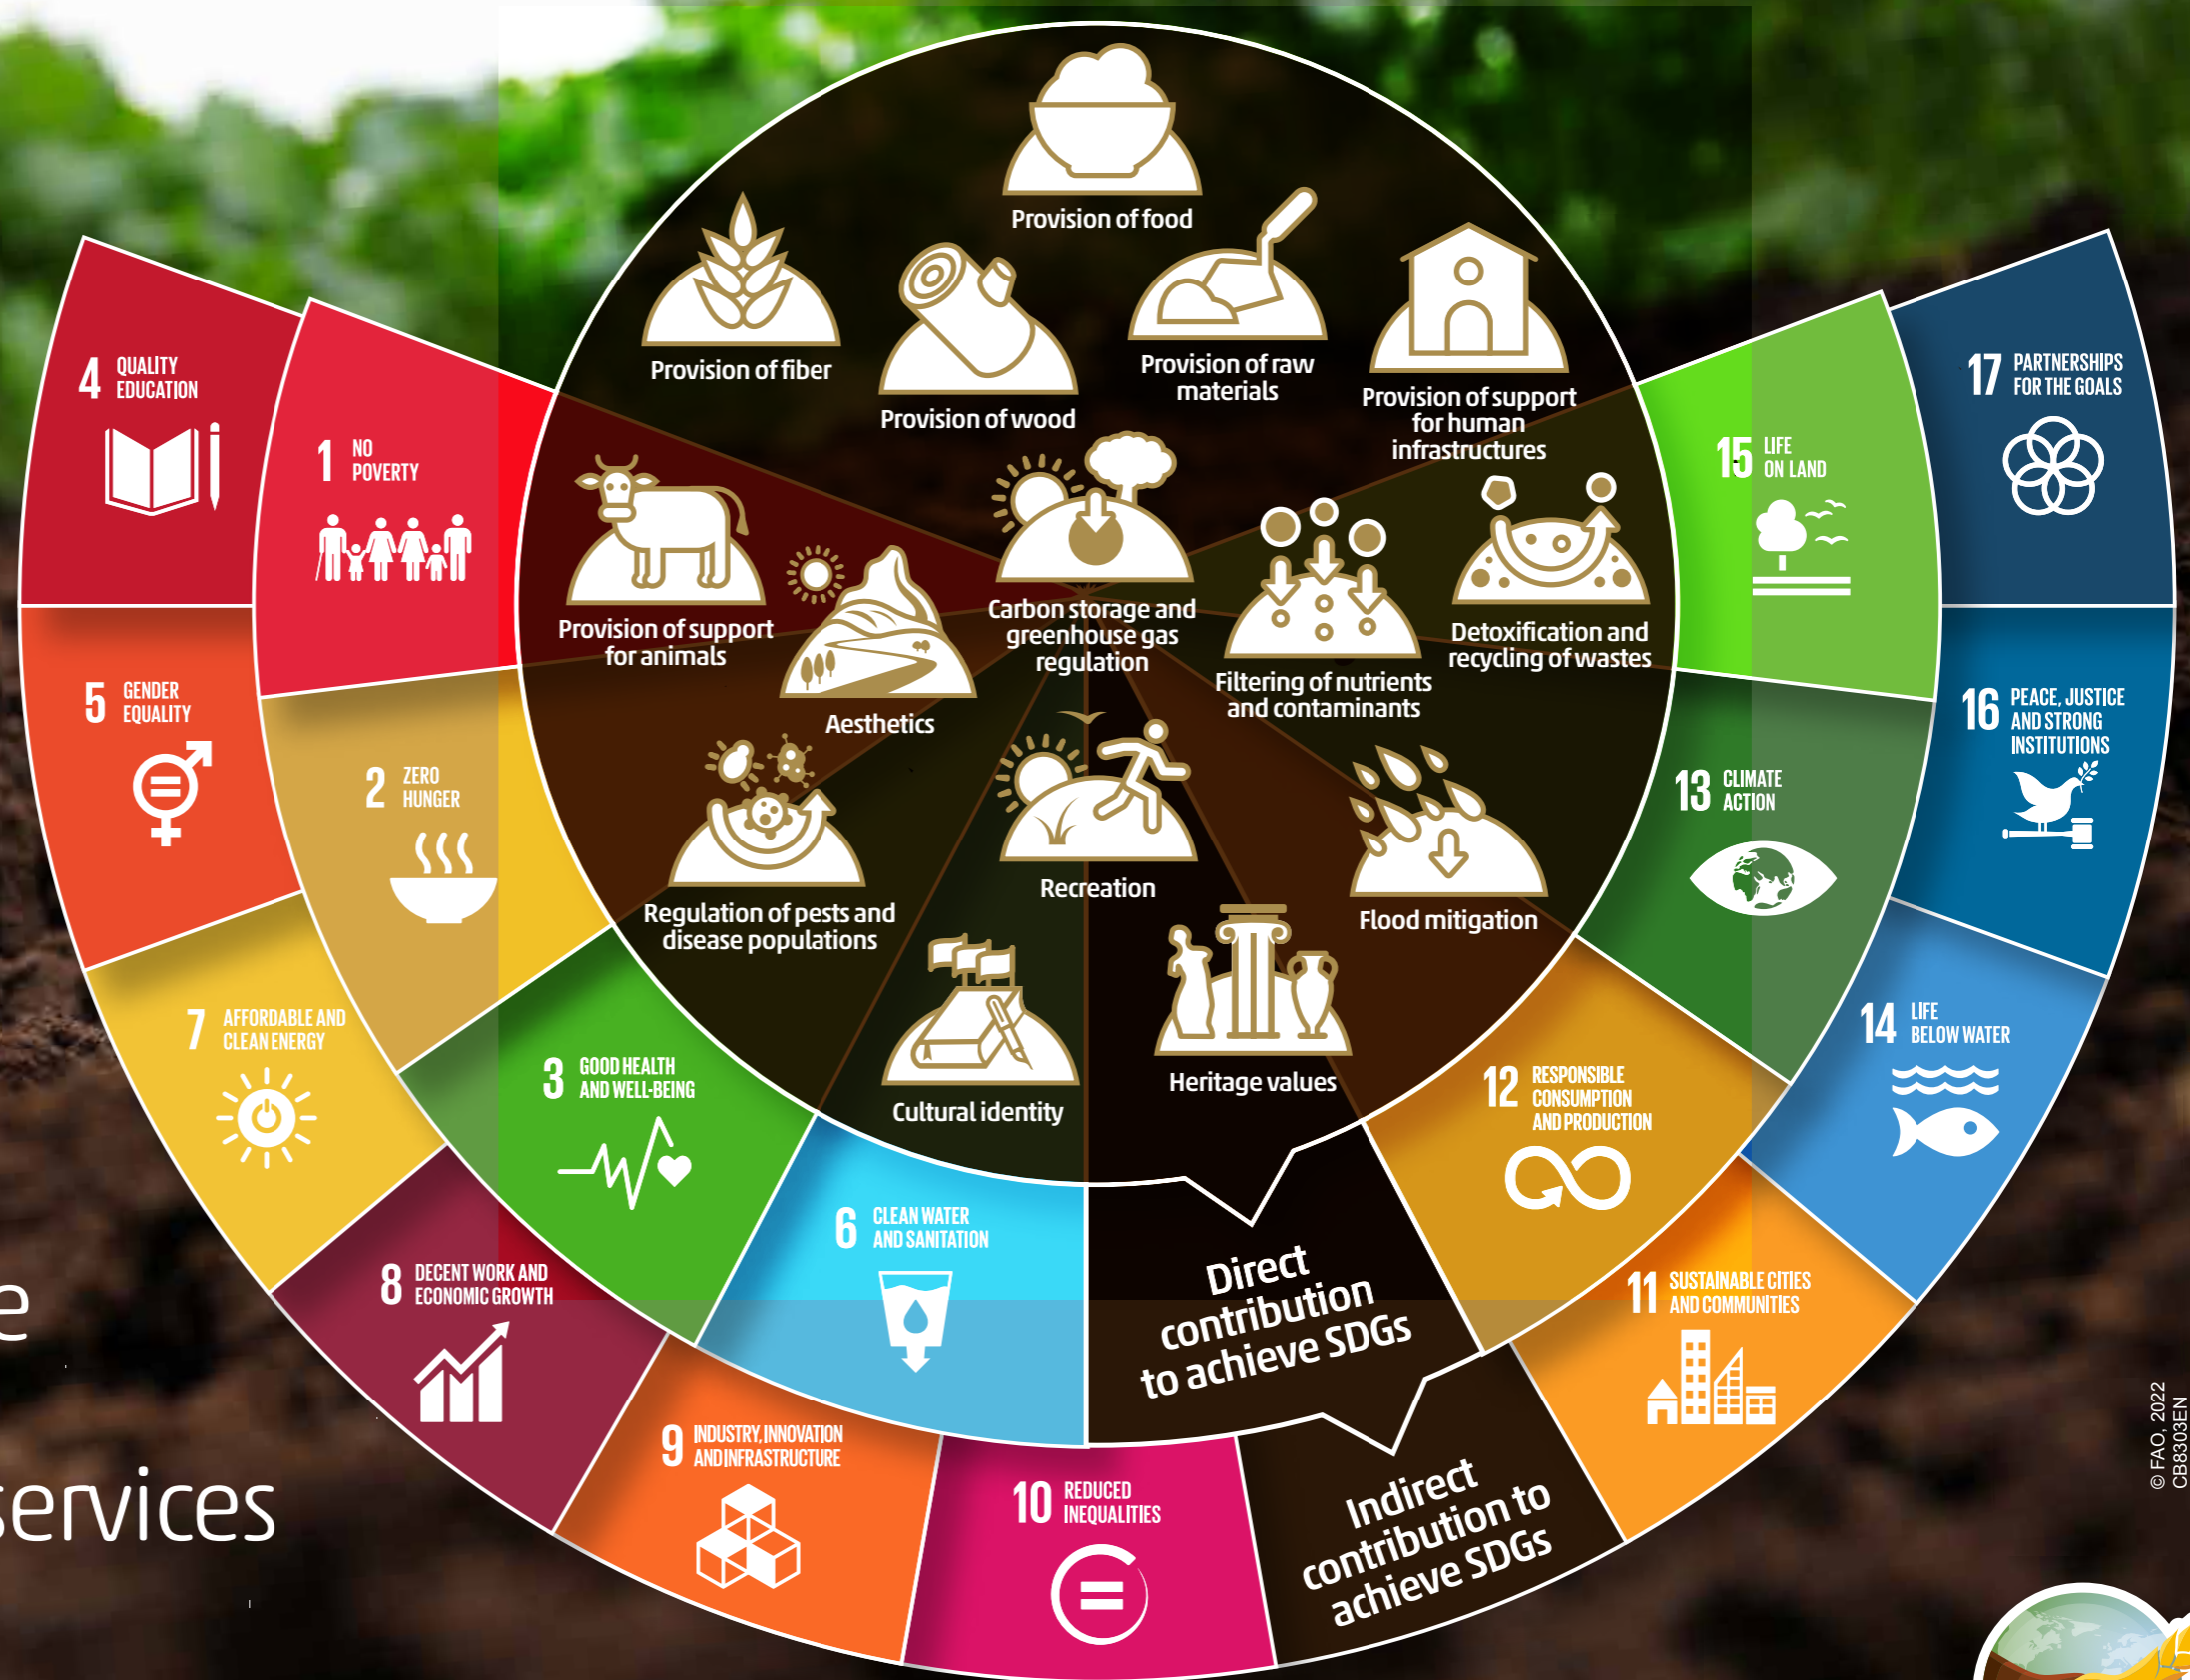 Provision of food
Provision of fiber
Provision of wood
Provision of raw
materials
Provision of support
for human
infrastructures
Provision of support
for animals
Aesthetics
Carbon storage and
greenhouse gas
regulation
Filtering of nutrients
and contaminants
Detoxification and
recycling of wastes
Regulation of pests and
disease populations
Recreation
Flood mitigation
Cultural identity
Heritage values
4 QUALITY
EDUCATION
1 NO
POVERTY
5 GENDER
EQUALITY
2 ZERO
HUNGER
7 AFFORDABLE AND
CLEAN ENERGY
3 GOOD HEALTH
AND WELL-BEING
8 DECENT WORK AND
ECONOMIC GROWTH
6 CLEAN WATER
AND SANITATION
9 INDUSTRY, INNOVATION
AND INFRASTRUCTURE
10 REDUCED
INEQUALITIES
Direct
contribution
to achieve SDGs
Indirect
contribution to
achieve SDGs
12 RESPONSIBLE
CONSUMPTION
AND PRODUCTION
11 SUSTAINABLE CITIES
AND COMMUNITIES
13 CLIMATE
ACTION
14 LIFE
BELOW WATER
15 LIFE
ON LAND
16 PEACE, JUSTICE
AND STRONG
INSTITUTIONS
17 PARTNERSHIPS
FOR THE GOALS
services
© FAO, 2022
CB8303EN